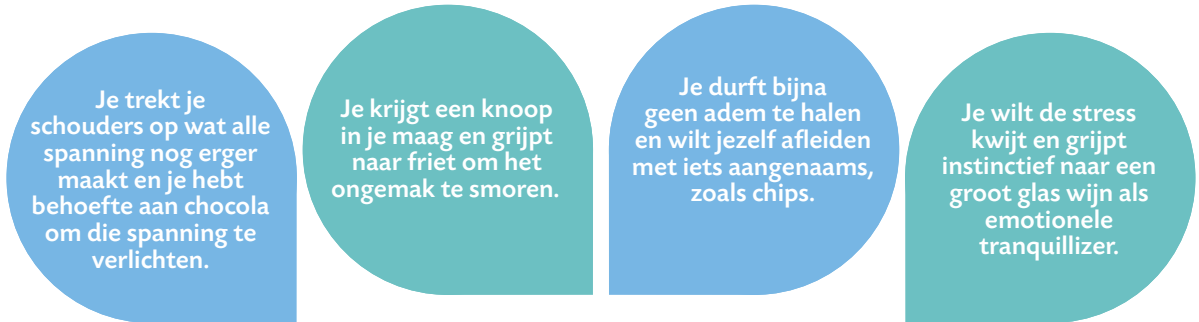 Je trekt je
schouders op wat alle
spanning nog erger
maakt en je hebt
behoefte aan chocola
om die spanning te
verlichten.
Je krijgt een knoop
in je maag en grijpt
naar friet om het
ongemak te smoren.
Je durft bijna
geen adem te halen
en wilt jezelf afleiden
met iets aangenaams,
zoals chips.
Je wilt de stress
kwijt en grijpt
instinctief naar een
groot glas wijn als
emotionele
tranquillizer.